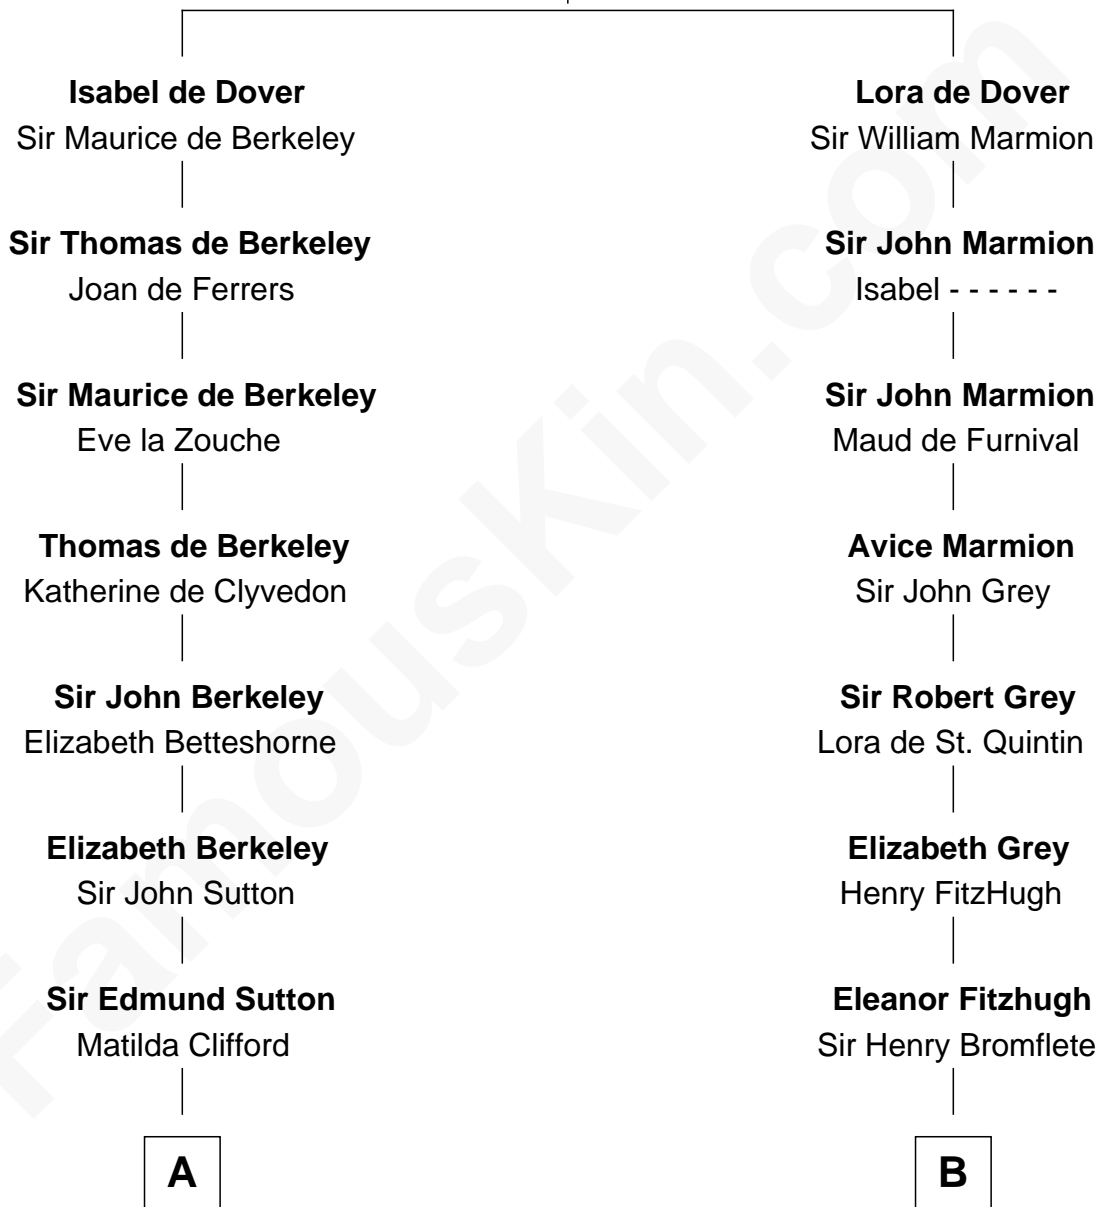 Isabel de Dover
Sir Maurice de Berkeley
Sir Thomas de Berkeley
Joan de Ferrers
Sir Maurice de Berkeley
Eve la Zouche
Thomas de Berkeley
Katherine de Clyvedon
Sir John Berkeley
Elizabeth Betteshorne
Elizabeth Berkeley
Sir John Sutton
Sir Edmund Sutton
Matilda Clifford
A
Lora de Dover
Sir William Marmion
Sir John Marmion
Isabel - - - - - -
Sir John Marmion
Maud de Furnival
Avice Marmion
Sir John Grey
Sir Robert Grey
Lora de St. Quintin
Elizabeth Grey
Henry FitzHugh
Eleanor Fitzhugh
Sir Henry Bromflete
B
FamousKin.com